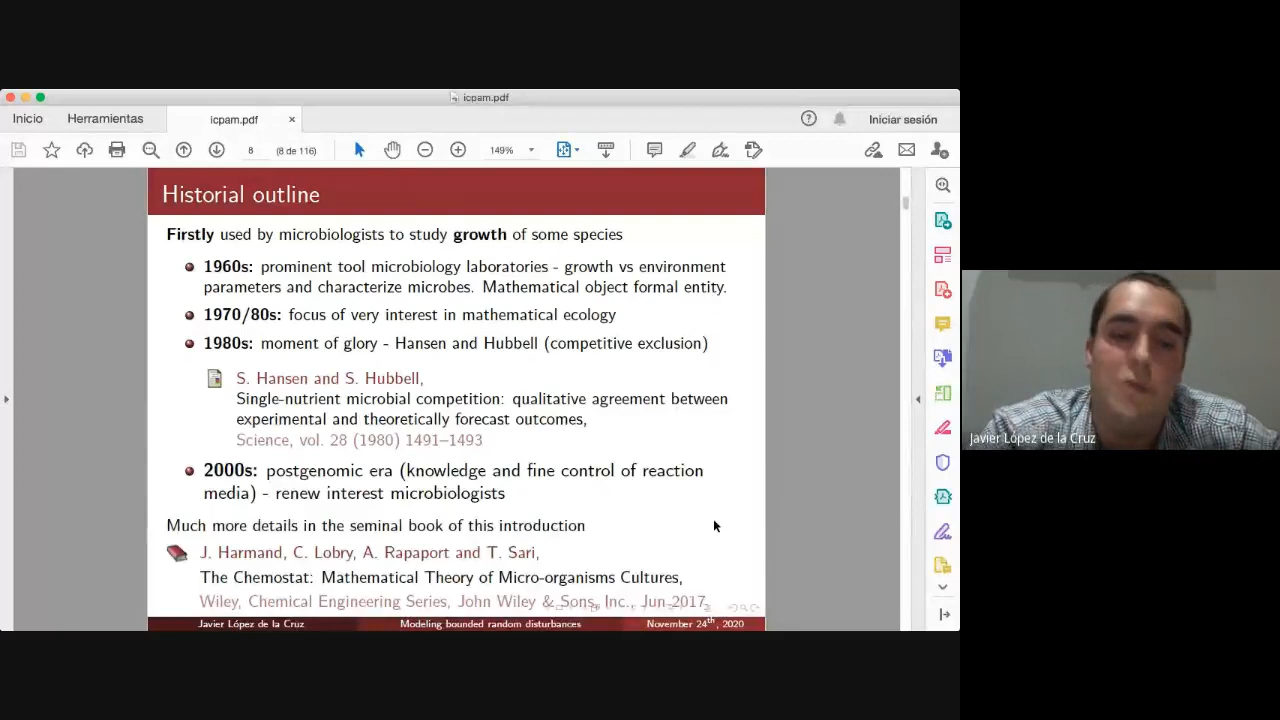 icpam.pdf
Inicio
Herramientas
icpam.pdf
×
Iniciar sesión
8
(8 de 116)
149%
Historial outline
Firstly used by microbiologists to study growth of some species
1960s: prominent tool microbiology laboratories - growth vs environment
parameters and characterize microbes. Mathematical object formal entity.
1970/80s: focus of very interest in mathematical ecology
1980s: moment of glory - Hansen and Hubbell (competitive exclusion)
S. Hansen and S. Hubbell,
Single-nutrient microbial competition: qualitative agreement between
experimental and theoretically forecast outcomes,
Science, vol. 28 (1980) 1491–1493
2000s: postgenomic era (knowledge and fine control of reaction
media) - renew interest microbiologists
Much more details in the seminal book of this introduction
J. Harmand, C. Lobry, A. Rapaport and T. Sari,
The Chemostat: Mathematical Theory of Micro-organisms Cultures,
Wiley, Chemical Engineering Series, John Wiley & Sons, Inc., Jun 2017.
Javier López de la Cruz
Modeling bounded random disturbances
November 24th, 2020
Javier López de la Cruz